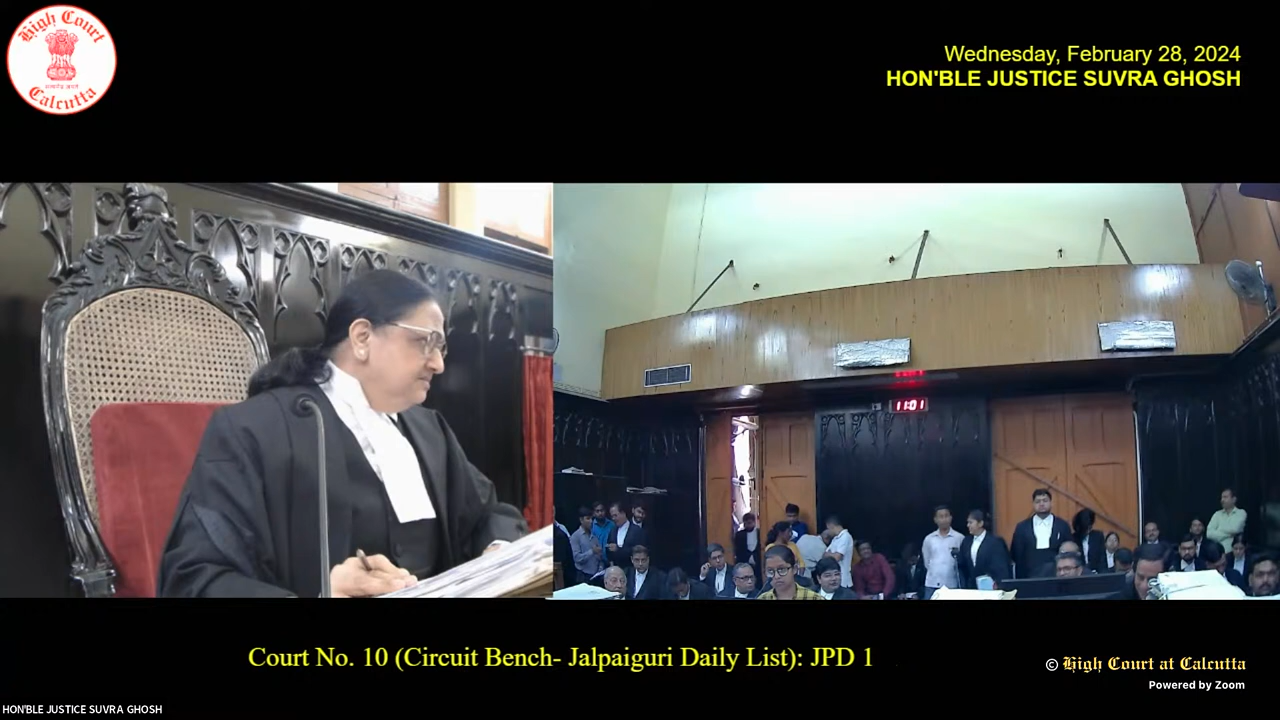 High Court
Calcutta
Wednesday, February 28, 2024
HON'BLE JUSTICE SUVRA GHOSH
11:01
Court No. 10 (Circuit Bench- Jalpaiguri Daily List): JPD 1
© High Court at Calcutta
Powered by Zoom
HON'BLE JUSTICE SUVRA GHOSH